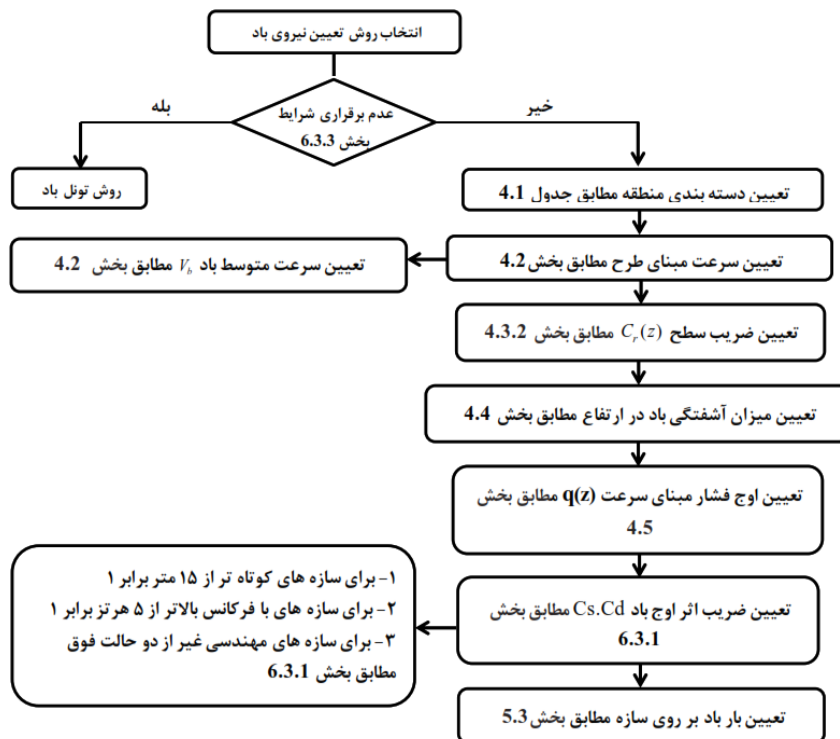 انتخاب روش تعیین نیروی باد
بله
عدم برقراری شرایط
بخش 6.3.3
خیر
روش تونل باد
تعیین دسته بندی منطقه مطابق جدول 4.1
تعیین سرعت مبنای طرح مطابق بخش 4.2
تعیین سرعت متوسط باد V_b مطابق بخش 4.2
تعیین ضریب سطح C_r(z) مطابق بخش 4.3.2
تعیین میزان آشفتگی باد در ارتفاع مطابق بخش 4.4
تعیین اوج فشار مبنای سرعت q(z) مطابق بخش
4.5
تعیین ضریب اثر اوج باد Cs.Cd مطابق بخش
6.3.1
۱- برای سازه های کوتاه تر از ۱۵ متر برابر ۱
۲- برای سازه های با فرکانس بالاتر از ۵ هرتز برابر ۱
۳- برای سازه های مهندسی غیر از دو حالت فوق
مطابق بخش 6.3.1
تعیین بار باد بر روی سازه مطابق بخش 5.3